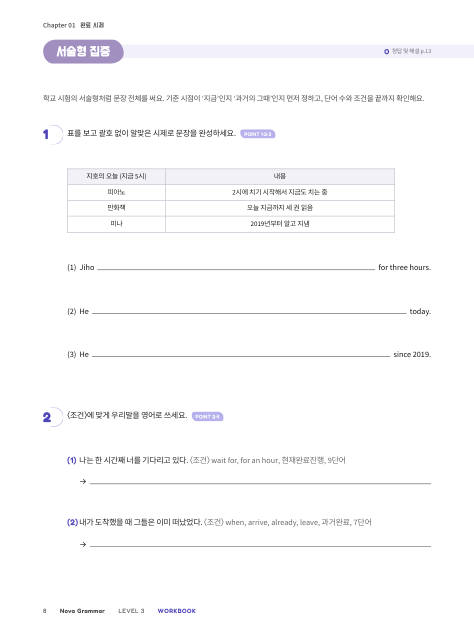 Chapter 01 완료 시제
서술형 집중
정답 및 해설 p.13
학교 시험의 서술형처럼 문장 전체를 써요. 기준 시점이 '지금'인지 '과거의 그때'인지 먼저 정하고, 단어 수와 조건을 끝까지 확인해요.
1 표를 보고 괄호 없이 알맞은 시제로 문장을 완성하세요. POINT 1·2·3
지호의 오늘 (지금 5시) 내용
피아노 2시에 치기 시작해서 지금도 치는 중
만화책 오늘 지금까지 세 권 읽음
미나 2019년부터 알고 지냄
(1) Jiho for three hours.
(2) He today.
(3) He since 2019.
2 <조건>에 맞게 우리말을 영어로 쓰세요.
(1) 나는 한 시간째 너를 기다리고 있다. <조건> wait for, for an hour, 현재완료진행, 9단어
→
(2) 내가 도착했을 때 그들은 이미 떠났었다. <조건> when, arrive, already, leave, 과거완료, 7단어
→
8 Nova Grammar LEVEL 3 WORKBOOK